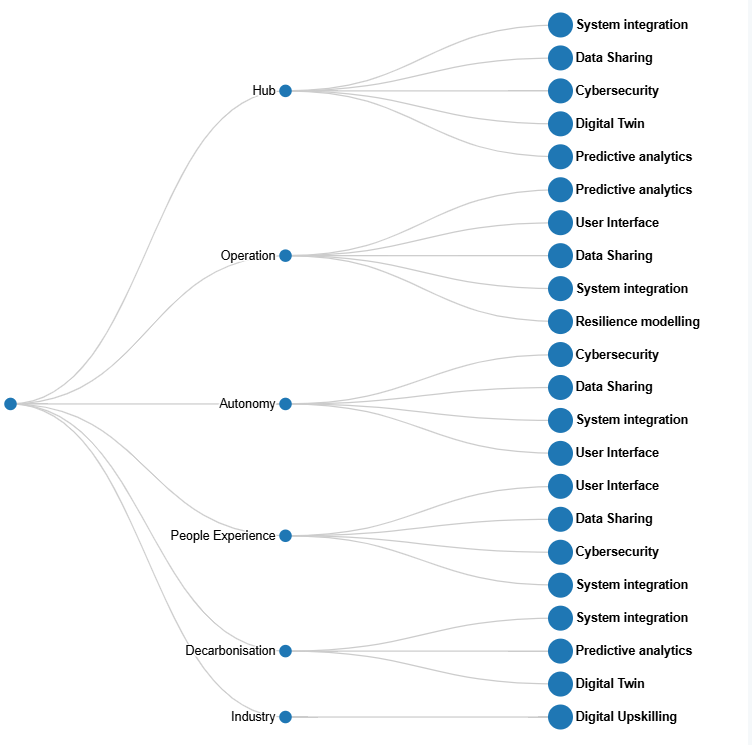 Hub
System integration
Data Sharing
Cybersecurity
Digital Twin
Predictive analytics
Operation
Predictive analytics
User Interface
Data Sharing
System integration
Resilience modelling
Autonomy
Cybersecurity
Data Sharing
System integration
User Interface
People Experience
User Interface
Data Sharing
Cybersecurity
System integration
Decarbonisation
System integration
Predictive analytics
Digital Twin
Industry
Digital Upskilling